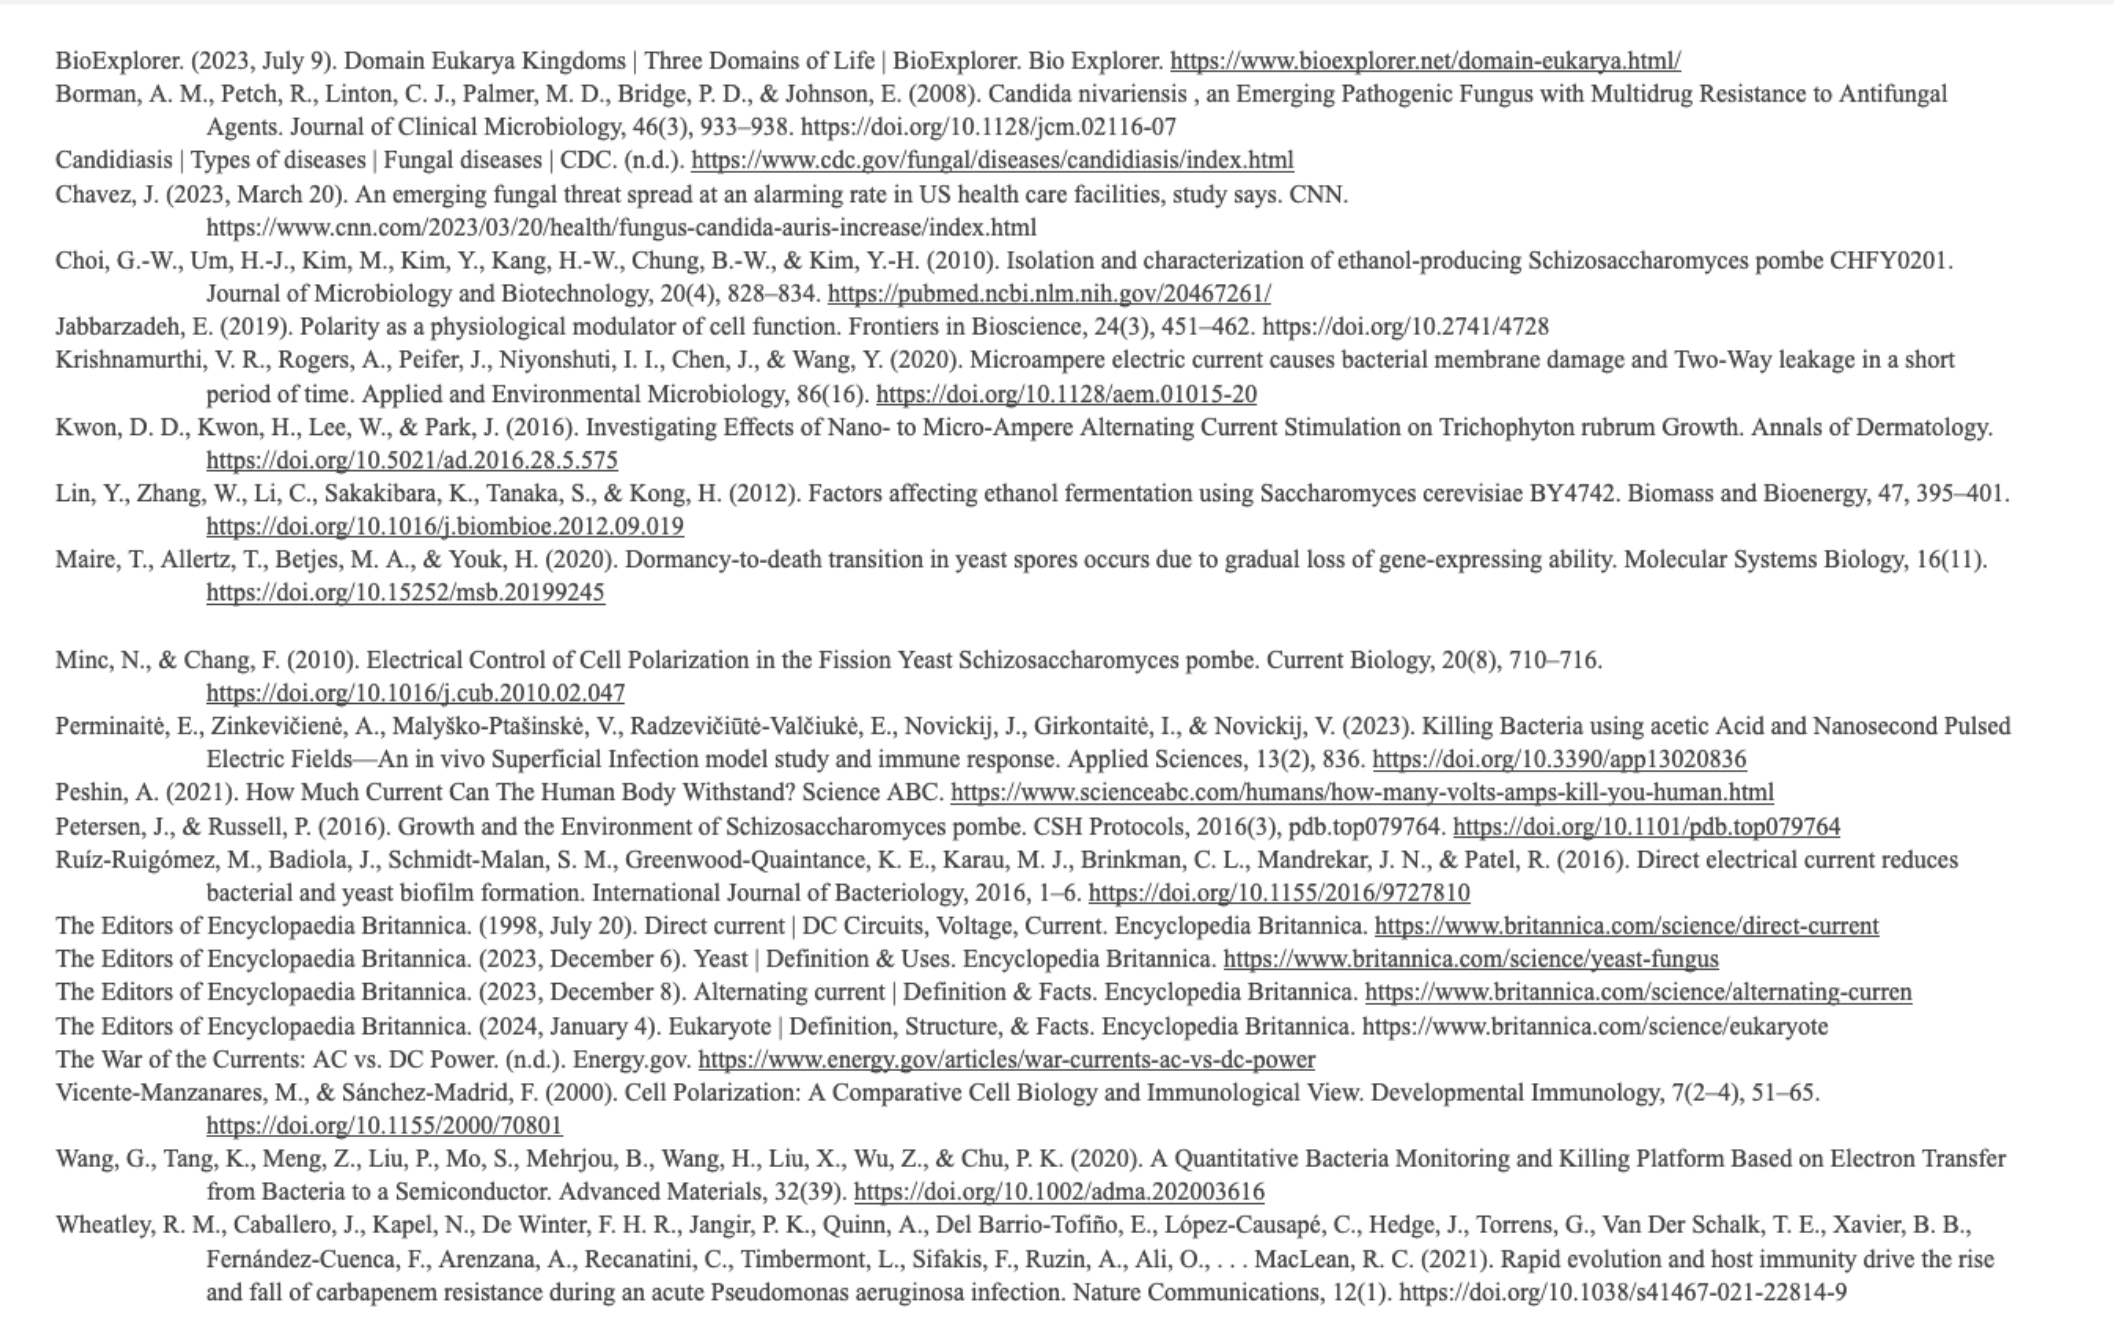 BioExplorer. (2023, July 9). Domain Eukarya Kingdoms | Three Domains of Life | BioExplorer. Bio Explorer. https://www.bioexplorer.net/domain-eukarya.html/
Borman, A. M., Petch, R., Linton, C. J., Palmer, M. D., Bridge, P. D., & Johnson, E. (2008). Candida nivariensis , an Emerging Pathogenic Fungus with Multidrug Resistance to Antifungal
Agents. Journal of Clinical Microbiology, 46(3), 933–938. https://doi.org/10.1128/jcm.02116-07
Candidiasis | Types of diseases | Fungal diseases | CDC. (n.d.). https://www.cdc.gov/fungal/diseases/candidiasis/index.html
Chavez, J. (2023, March 20). An emerging fungal threat spread at an alarming rate in US health care facilities, study says. CNN.
https://www.cnn.com/2023/03/20/health/fungus-candida-auris-increase/index.html
Choi, G.-W., Um, H.-J., Kim, M., Kim, Y., Kang, H.-W., Chung, B.-W., & Kim, Y.-H. (2010). Isolation and characterization of ethanol-producing Schizosaccharomyces pombe CHFY0201.
Journal of Microbiology and Biotechnology, 20(4), 828–834. https://pubmed.ncbi.nlm.nih.gov/20467261/
Jabbarzadeh, E. (2019). Polarity as a physiological modulator of cell function. Frontiers in Bioscience, 24(3), 451–462. https://doi.org/10.2741/4728
Krishnamurthi, V. R., Rogers, A., Peifer, J., Niyonshuti, I. I., Chen, J., & Wang, Y. (2020). Microampere electric current causes bacterial membrane damage and Two-Way leakage in a short
period of time. Applied and Environmental Microbiology, 86(16). https://doi.org/10.1128/aem.01015-20
Kwon, D. D., Kwon, H., Lee, W., & Park, J. (2016). Investigating Effects of Nano- to Micro-Ampere Alternating Current Stimulation on Trichophyton rubrum Growth. Annals of Dermatology.
https://doi.org/10.5021/ad.2016.28.5.575
Lin, Y., Zhang, W., Li, C., Sakakibara, K., Tanaka, S., & Kong, H. (2012). Factors affecting ethanol fermentation using Saccharomyces cerevisiae BY4742. Biomass and Bioenergy, 47, 395–401.
https://doi.org/10.1016/j.biombioe.2012.09.019
Maire, T., Allertz, T., Betjes, M. A., & Youk, H. (2020). Dormancy-to-death transition in yeast spores occurs due to gradual loss of gene-expressing ability. Molecular Systems Biology, 16(11).
https://doi.org/10.15252/msb.20199245
Minc, N., & Chang, F. (2010). Electrical Control of Cell Polarization in the Fission Yeast Schizosaccharomyces pombe. Current Biology, 20(8), 710–716.
https://doi.org/10.1016/j.cub.2010.02.047
Perminaitė, E., Zinkevičienė, A., Malyško-Ptašinskė, V., Radzevičiūtė-Valčiukė, E., Novickij, J., Girkontaitė, I., & Novickij, V. (2023). Killing Bacteria using acetic Acid and Nanosecond Pulsed
Electric Fields—An in vivo Superficial Infection model study and immune response. Applied Sciences, 13(2), 836. https://doi.org/10.3390/app13020836
Peshin, A. (2021). How Much Current Can The Human Body Withstand? Science ABC. https://www.scienceabc.com/humans/how-many-volts-amps-kill-you-human.html
Petersen, J., & Russell, P. (2016). Growth and the Environment of Schizosaccharomyces pombe. CSH Protocols, 2016(3), pdb.top079764. https://doi.org/10.1101/pdb.top079764
Ruíz-Ruigómez, M., Badiola, J., Schmidt-Malan, S. M., Greenwood-Quaintance, K. E., Karau, M. J., Brinkman, C. L., Mandrekar, J. N., & Patel, R. (2016). Direct electrical current reduces
bacterial and yeast biofilm formation. International Journal of Bacteriology, 2016, 1–6. https://doi.org/10.1155/2016/9727810
The Editors of Encyclopaedia Britannica. (1998, July 20). Direct current | DC Circuits, Voltage, Current. Encyclopedia Britannica. https://www.britannica.com/science/direct-current
The Editors of Encyclopaedia Britannica. (2023, December 6). Yeast | Definition & Uses. Encyclopedia Britannica. https://www.britannica.com/science/yeast-fungus
The Editors of Encyclopaedia Britannica. (2023, December 8). Alternating current | Definition & Facts. Encyclopedia Britannica. https://www.britannica.com/science/alternating-curren
The Editors of Encyclopaedia Britannica. (2024, January 4). Eukaryote | Definition, Structure, & Facts. Encyclopedia Britannica. https://www.britannica.com/science/eukaryote
The War of the Currents: AC vs. DC Power. (n.d.). Energy.gov. https://www.energy.gov/articles/war-currents-ac-vs-dc-power
Vicente-Manzanares, M., & Sánchez-Madrid, F. (2000). Cell Polarization: A Comparative Cell Biology and Immunological View. Developmental Immunology, 7(2–4), 51–65.
https://doi.org/10.1155/2000/70801
Wang, G., Tang, K., Meng, Z., Liu, P., Mo, S., Mehrjou, B., Wang, H., Liu, X., Wu, Z., & Chu, P. K. (2020). A Quantitative Bacteria Monitoring and Killing Platform Based on Electron Transfer
from Bacteria to a Semiconductor. Advanced Materials, 32(39). https://doi.org/10.1002/adma.202003616
Wheatley, R. M., Caballero, J., Kapel, N., De Winter, F. H. R., Jangir, P. K., Quinn, A., Del Barrio-Tofiño, E., López-Causapé, C., Hedge, J., Torrens, G., Van Der Schalk, T. E., Xavier, B. B.,
Fernández-Cuenca, F., Arenzana, A., Recanatini, C., Timbermont, L., Sifakis, F., Ruzin, A., Ali, O., . . . MacLean, R. C. (2021). Rapid evolution and host immunity drive the rise
and fall of carbapenem resistance during an acute Pseudomonas aeruginosa infection. Nature Communications, 12(1). https://doi.org/10.1038/s41467-021-22814-9